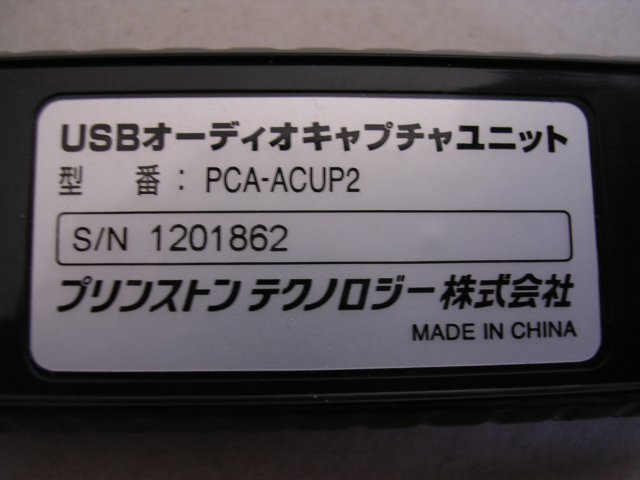 USBオーディオキャプチャユニット
型　番：PCA-ACUP2
S/N 1201862
プリンストン テクノロジー株式会社
MADE IN CHINA